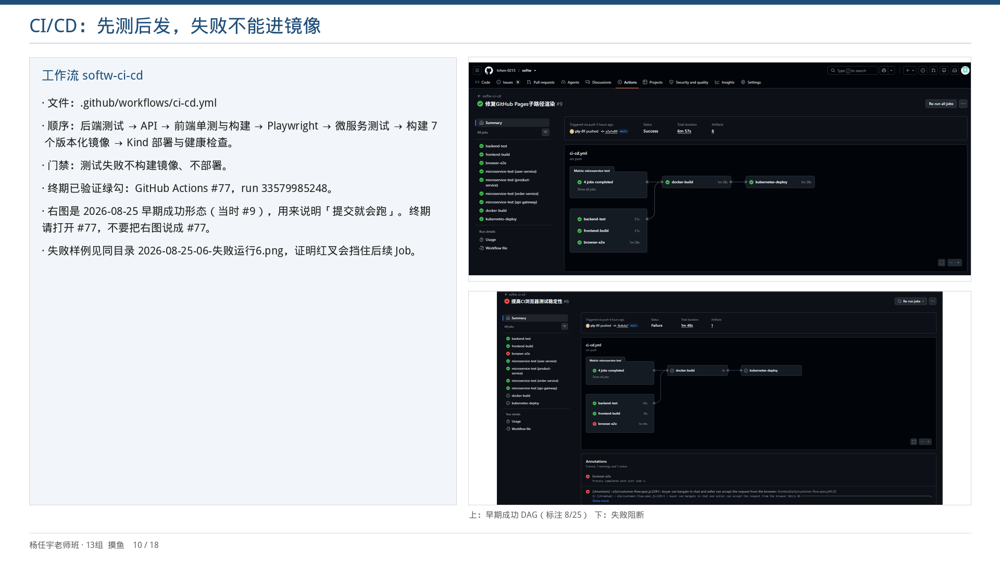 CI/CD：先测后发，失败不能进镜像
工作流 softw-ci-cd
· 文件：.github/workflows/ci-cd.yml
· 顺序：后端测试 → API → 前端单测与构建 → Playwright → 微服务测试 → 构建 7
个版本化镜像 → Kind 部署与健康检查。
· 门禁：测试失败不构建镜像、不部署。
· 终期已验证绿勾：GitHub Actions #77，run 33579985248。
· 右图是 2026-08-25 早期成功形态（当时 #9），用来说明「提交就会跑」。终期
请打开 #77，不要把右图说成 #77。
· 失败样例见同目录 2026-08-25-06-失败运行6.png，证明红叉会挡住后续 Job。
tchen-0213 / softw
Type / to search
Code
Issues 9
Pull requests
Agents
Discussions
Actions
Projects
Security and quality
Insights
Settings
← softw-ci-cd
修复GitHub Pages子路径渲染 #9
Re-run all jobs
Summary
All jobs
backend-test
frontend-build
browser-e2e
microservice-test (user-service)
microservice-test (product-
service)
microservice-test (order-service)
microservice-test (api-gateway)
docker-build
kubernetes-deploy
Run details
Usage
Workflow file
Triggered via push 3 hours ago
ply-01 pushed e2a1e89 main
Status
Success
Total duration
6m 57s
Artifacts
6
ci-cd.yml
on: push
Matrix: microservice-test
4 jobs completed
Show all jobs
docker-build 1m 38s
kubernetes-deploy 3m 39s
backend-test 51s
frontend-build 21s
browser-e2e 1m 26s
← softw-ci-cd
提高CI浏览器测试稳定性 #6
Re-run jobs
Summary
All jobs
backend-test
frontend-build
browser-e2e
microservice-test (user-service)
microservice-test (product-
service)
microservice-test (order-service)
microservice-test (api-gateway)
docker-build
kubernetes-deploy
Run details
Usage
Workflow file
Triggered via push 4 hours ago
ply-01 pushed 3b4b4a7 main
Status
Failure
Total duration
1m 48s
Artifacts
1
ci-cd.yml
on: push
Matrix: microservice-test
4 jobs completed
Show all jobs
docker-build 0s
kubernetes-deploy
backend-test 43s
frontend-build 18s
browser-e2e 1m 44s
Annotations
3 errors, 7 warnings, and 1 notice
browser-e2e
Process completed with exit code 1.
[chromium] › e2e/customer-flow.spec.js:229:1 › buyer can bargain in chat and seller can accept the request from the browser: frontend/e2e/customer-flow.spec.js#L20
1) [chromium] › e2e/customer-flow.spec.js:229:1 › buyer can bargain in chat and seller can accept the request from the browser Retry #1
Show more
上：早期成功 DAG（标注 8/25） 下：失败阻断
杨任宇老师班 · 13组 摸鱼 10 / 18